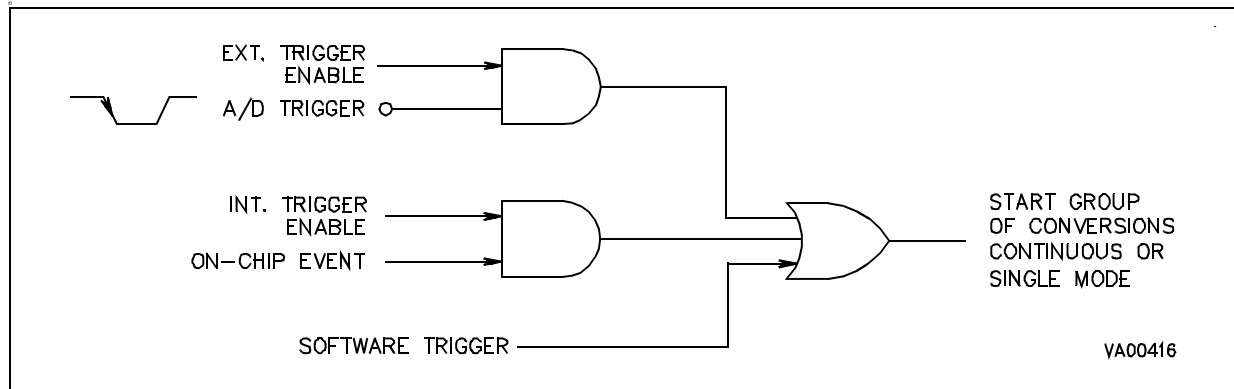 EXT. TRIGGER
ENABLE
A/D TRIGGER
INT. TRIGGER
ENABLE
ON-CHIP EVENT
SOFTWARE TRIGGER
START GROUP
OF CONVERSIONS
CONTINUOUS OR
SINGLE MODE
VA00416